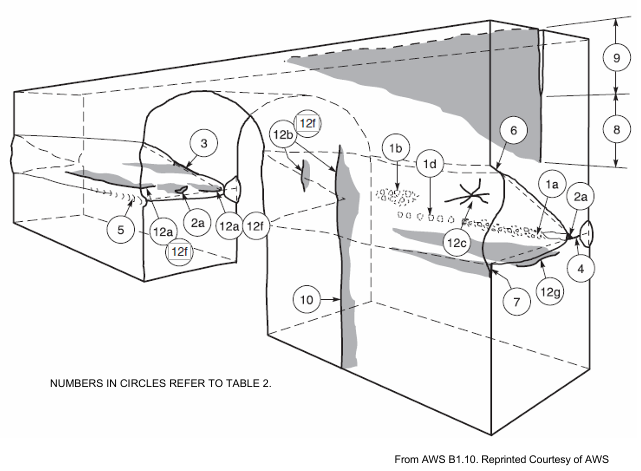 9
12f
6
8
12b
3
1b
1d
1a
2a
5
12a
2a
12a
12f
12c
4
12f
10
7
12g
NUMBERS IN CIRCLES REFER TO TABLE 2.
From AWS B1.10. Reprinted Courtesy of AWS